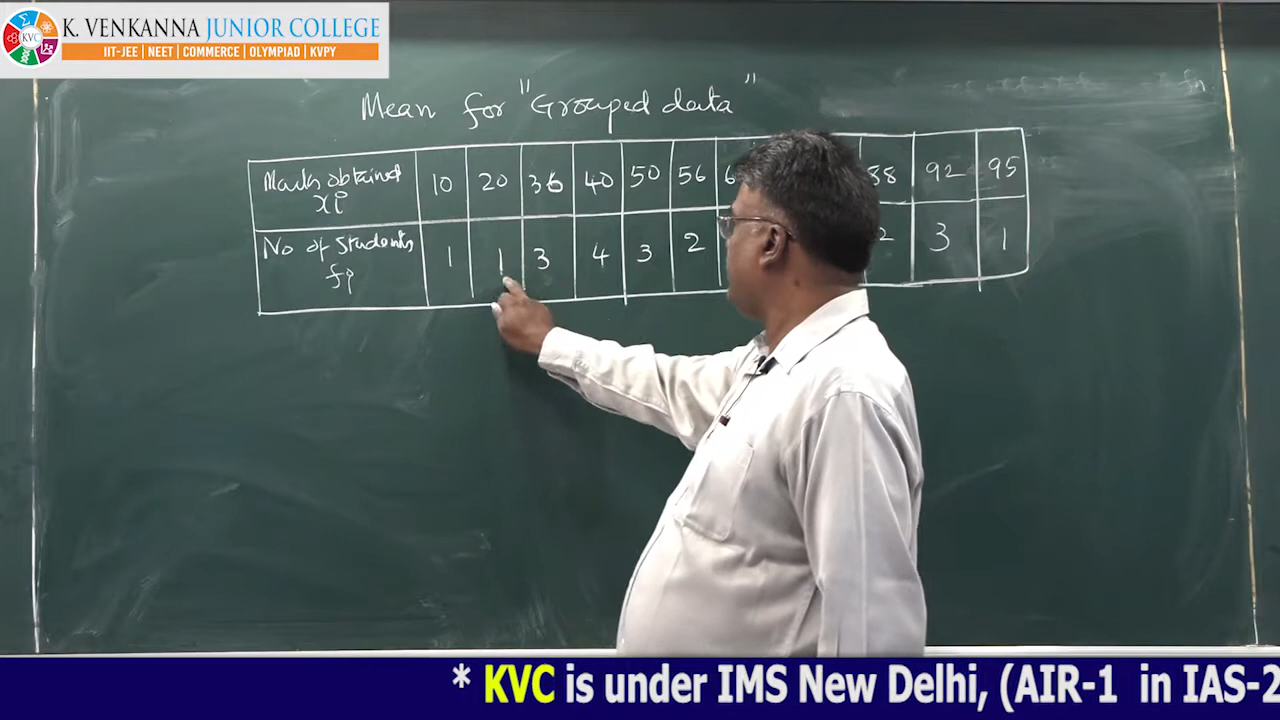 K. VENKANNA JUNIOR COLLEGE
KVC
IIT-JEE | NEET | COMMERCE | OLYMPIAD | KVPY
Mean for "Grouped data"
Marks obtained xi 10 20 36 40 50 56 6 88 92 95
No of Students fi 1 1 3 4 3 2 2 3 1
* KVC is under IMS New Delhi, (AIR-1 in IAS-2